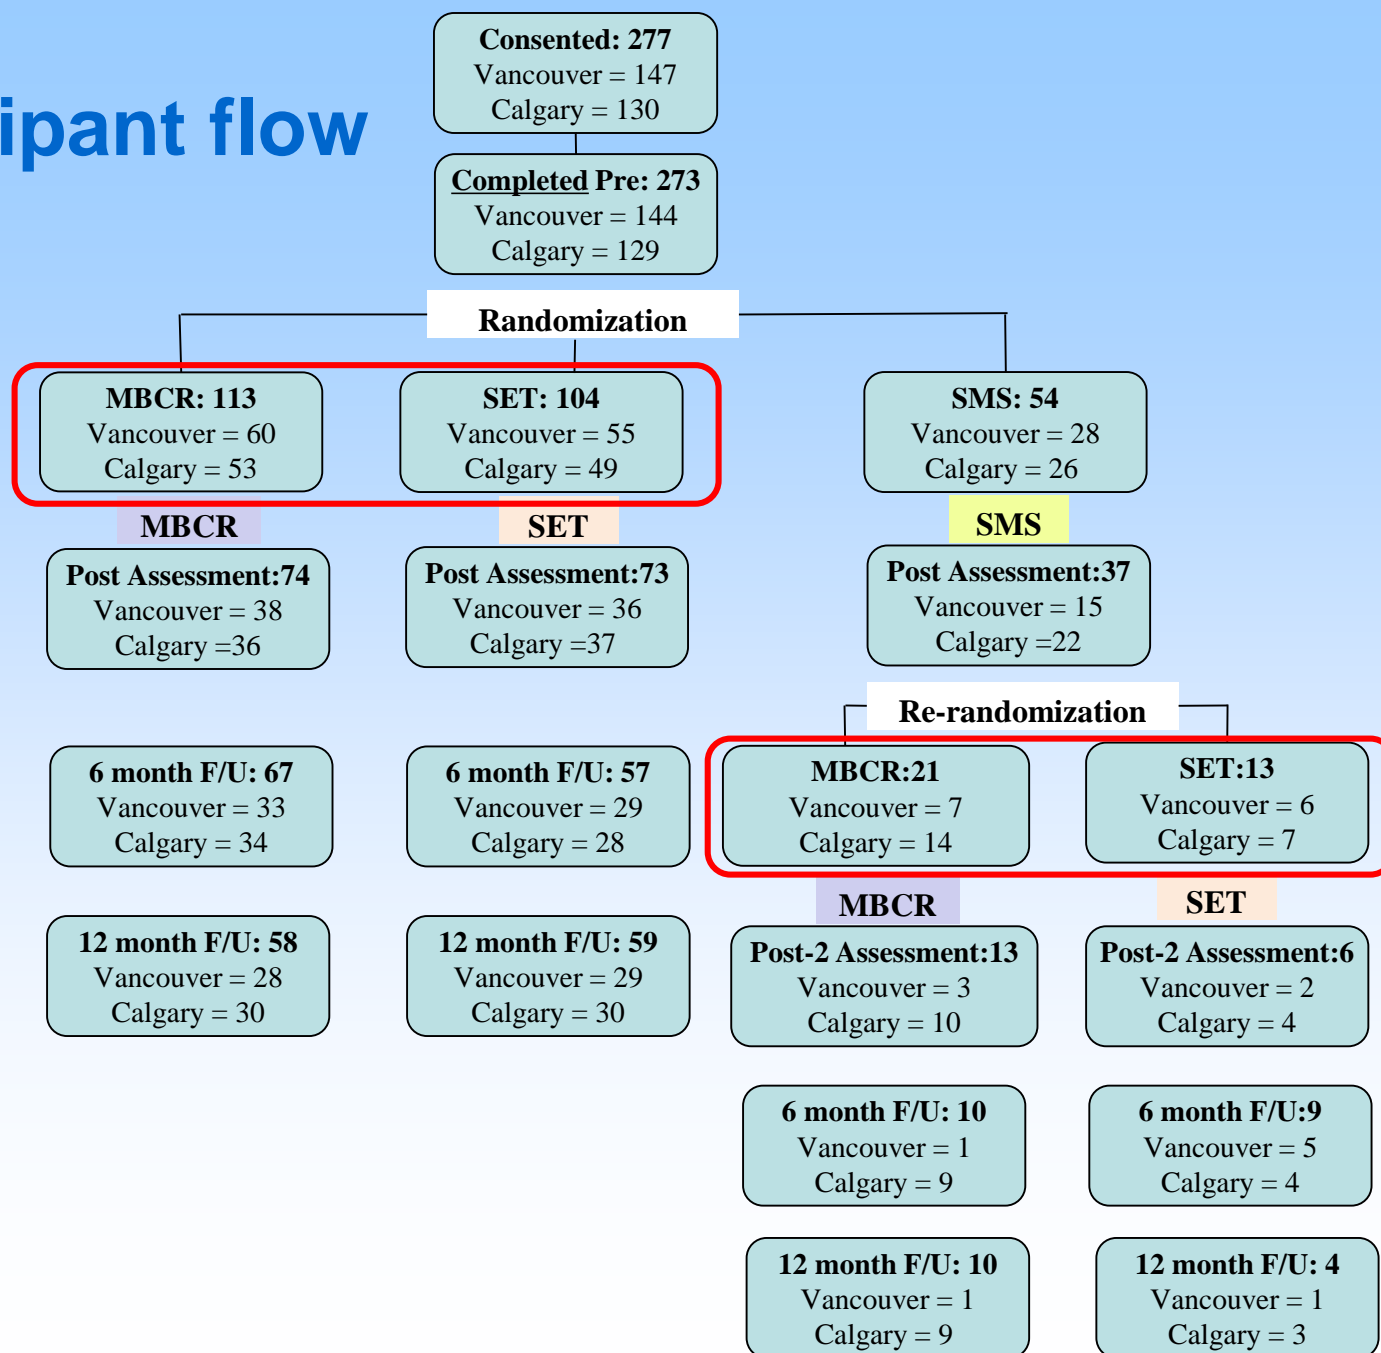 Consented: 277
Vancouver = 147
Calgary = 130
ipant flow
Completed Pre: 273
Vancouver = 144
Calgary = 129
Randomization
MBCR: 113
Vancouver = 60
Calgary = 53
SET: 104
Vancouver = 55
Calgary = 49
SMS: 54
Vancouver = 28
Calgary = 26
MBCR
SET
SMS
Post Assessment:74
Vancouver = 38
Calgary =36
Post Assessment:73
Vancouver = 36
Calgary =37
Post Assessment:37
Vancouver = 15
Calgary =22
Re-randomization
6 month F/U: 67
Vancouver = 33
Calgary = 34
6 month F/U: 57
Vancouver = 29
Calgary = 28
MBCR:21
Vancouver = 7
Calgary = 14
SET:13
Vancouver = 6
Calgary = 7
MBCR
SET
12 month F/U: 58
Vancouver = 28
Calgary = 30
12 month F/U: 59
Vancouver = 29
Calgary = 30
Post-2 Assessment:13
Vancouver = 3
Calgary = 10
Post-2 Assessment:6
Vancouver = 2
Calgary = 4
6 month F/U: 10
Vancouver = 1
Calgary = 9
6 month F/U:9
Vancouver = 5
Calgary = 4
12 month F/U: 10
Vancouver = 1
Calgary = 9
12 month F/U: 4
Vancouver = 1
Calgary = 3